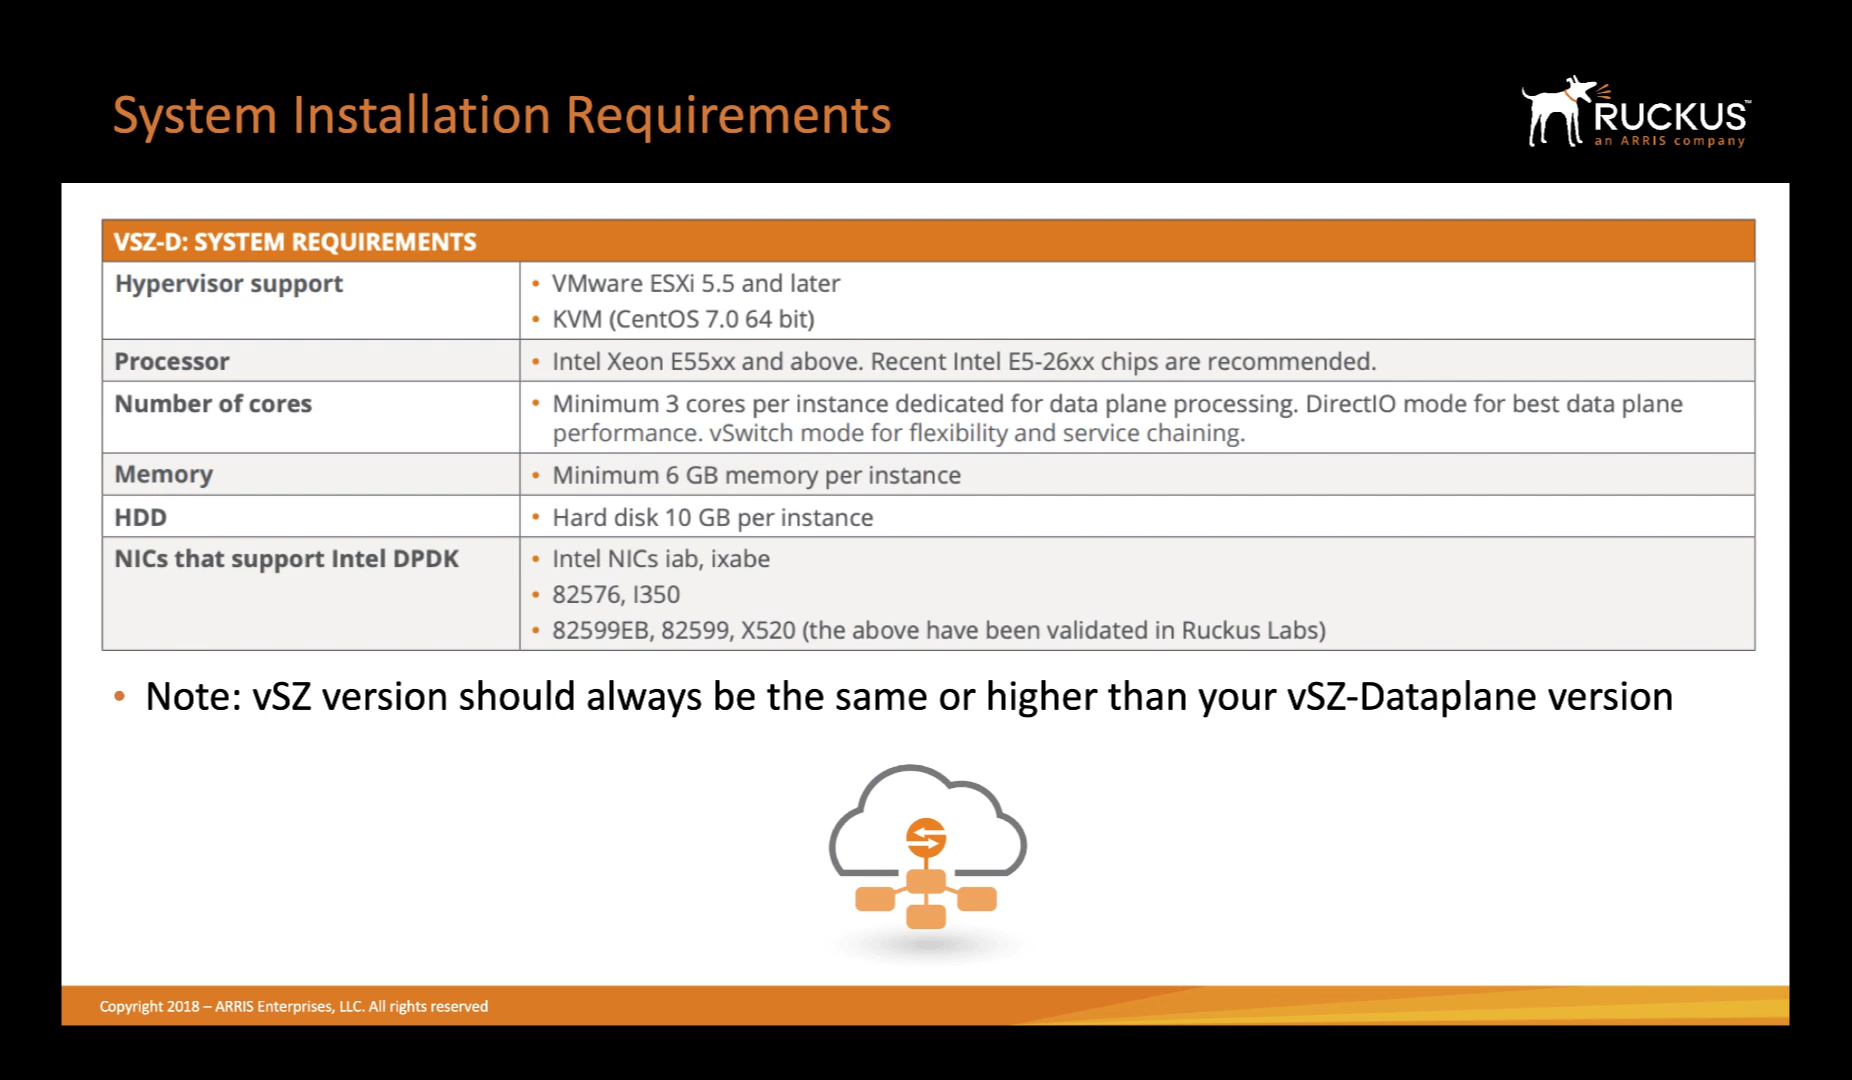 System Installation Requirements
RUCKUS™
an ARRIS company
VSZ-D: SYSTEM REQUIREMENTS
Hypervisor support
• VMware ESXi 5.5 and later
• KVM (CentOS 7.0 64 bit)
Processor
• Intel Xeon E55xx and above. Recent Intel E5-26xx chips are recommended.
Number of cores
• Minimum 3 cores per instance dedicated for data plane processing. DirectIO mode for best data plane
performance. vSwitch mode for flexibility and service chaining.
Memory
• Minimum 6 GB memory per instance
HDD
• Hard disk 10 GB per instance
NICs that support Intel DPDK
• Intel NICs iab, ixabe
• 82576, I350
• 82599EB, 82599, X520 (the above have been validated in Ruckus Labs)
• Note: vSZ version should always be the same or higher than your vSZ-Dataplane version
Copyright 2018 – ARRIS Enterprises, LLC. All rights reserved